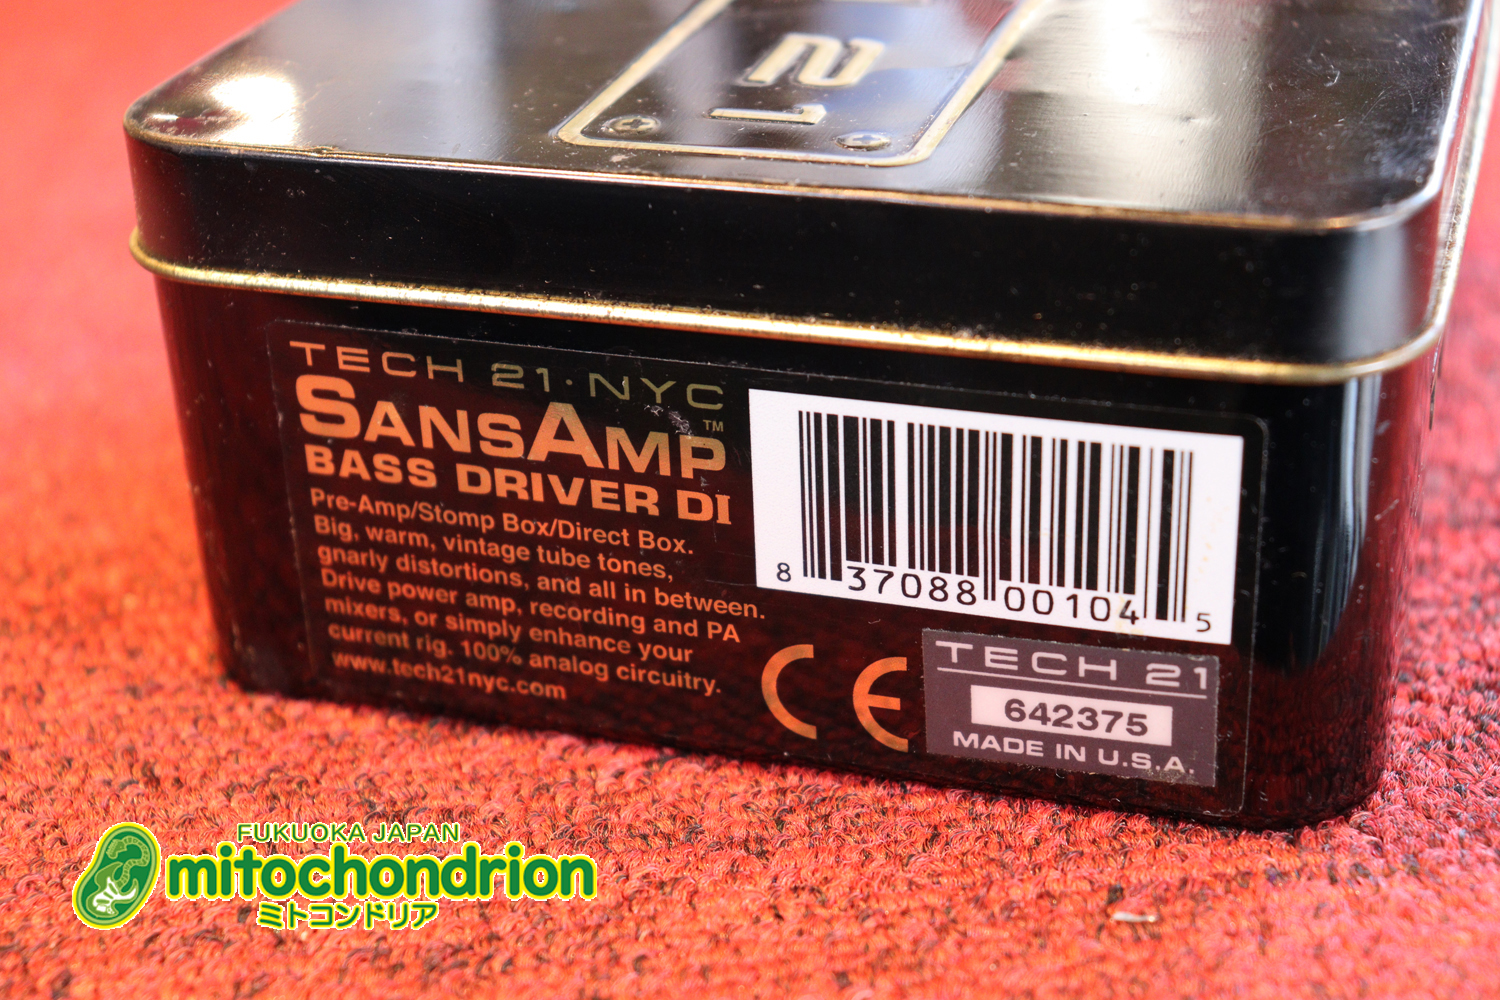 21
TECH 21·NYC
SANSAMP™
BASS DRIVER DI
Pre-Amp/Stomp Box/Direct Box.
Big, warm, vintage tube tones,
gnarly distortions, and all in between.
Drive power amp, recording and PA
mixers, or simply enhance your
current rig. 100% analog circuitry.
www.tech21nyc.com
8 37088 00104 5
CE
TECH 21
642375
MADE IN U.S.A.
FUKUOKA JAPAN
mitochondrion
ミトコンドリア